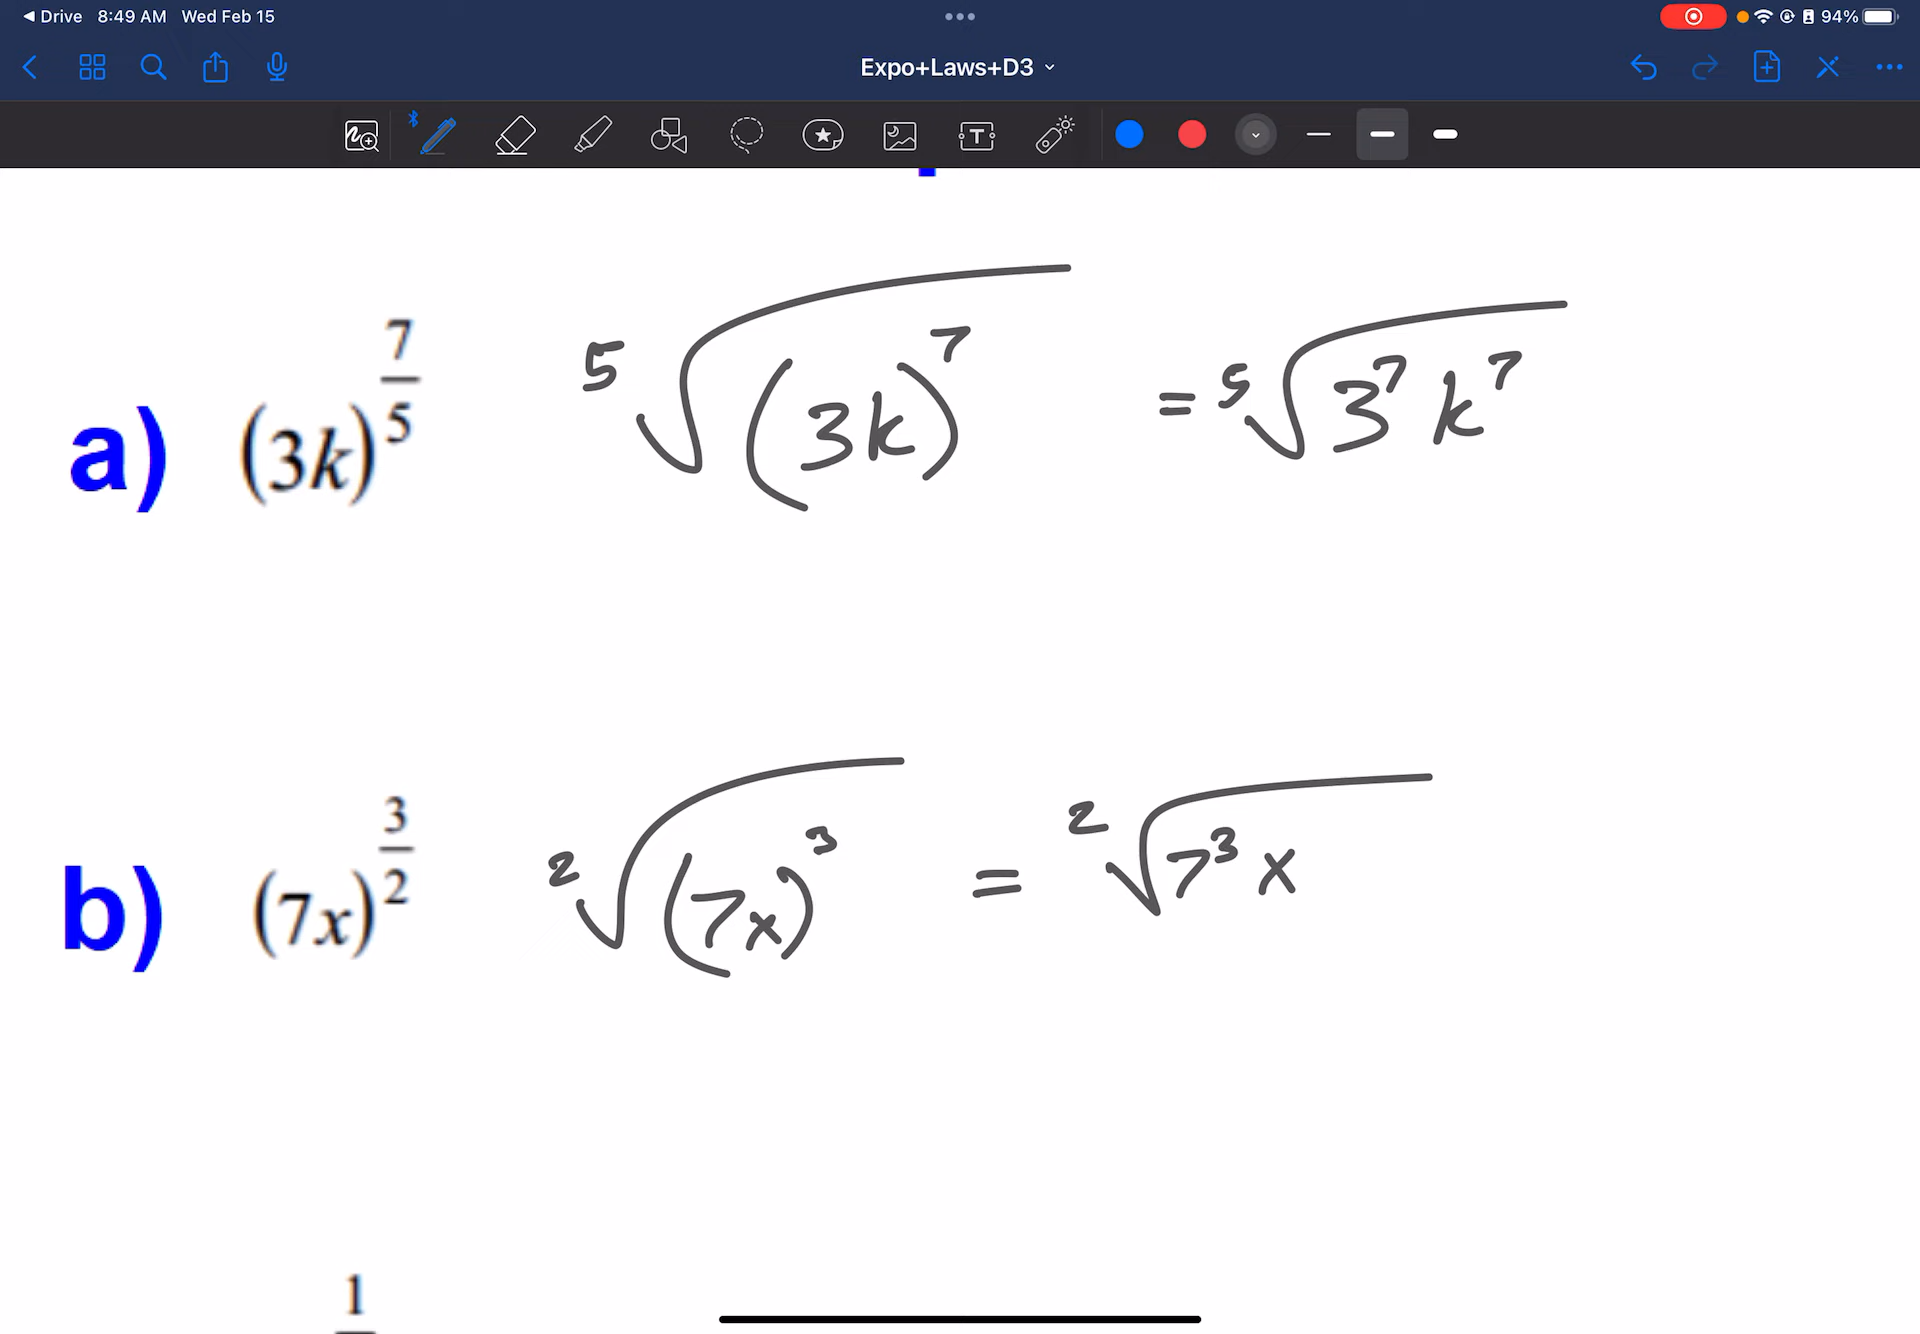 Drive 8:49 AM Wed Feb 15 94%
Expo+Laws+D3
a) (3k)^(7/5) ⁵√(3k)⁷ = ⁵√3⁷k⁷
b) (7x)^(3/2) ²√(7x)³ = ²√7³x
1